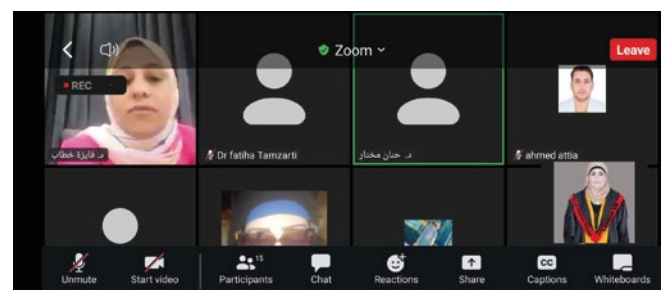 Zoom
Leave
REC
د. فايزة خطاب
Dr fatiha Tamzarti
د. حنان مختار
ahmed attia
15
Unmute
Start video
Participants
Chat
Reactions
Share
CC
Captions
Whiteboards